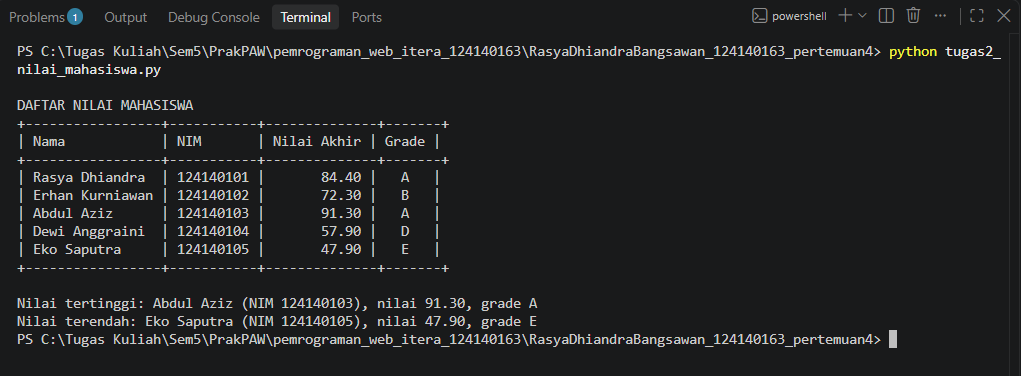 Problems 1 Output Debug Console Terminal Ports powershell
PS C:\Tugas Kuliah\Sem5\PrakPAW\pemrograman_web_itera_124140163\RasyaDhiandraBangsawan_124140163_pertemuan4> python tugas2_
nilai_mahasiswa.py
DAFTAR NILAI MAHASISWA
+-----------------+-----------+--------------+-------+
| Nama            | NIM       | Nilai Akhir | Grade |
+-----------------+-----------+--------------+-------+
| Rasya Dhiandra  | 124140101 |       84.40 |   A   |
| Erhan Kurniawan | 124140102 |       72.30 |   B   |
| Abdul Aziz      | 124140103 |       91.30 |   A   |
| Dewi Anggraini  | 124140104 |       57.90 |   D   |
| Eko Saputra     | 124140105 |       47.90 |   E   |
+-----------------+-----------+--------------+-------+
Nilai tertinggi: Abdul Aziz (NIM 124140103), nilai 91.30, grade A
Nilai terendah: Eko Saputra (NIM 124140105), nilai 47.90, grade E
PS C:\Tugas Kuliah\Sem5\PrakPAW\pemrograman_web_itera_124140163\RasyaDhiandraBangsawan_124140163_pertemuan4>